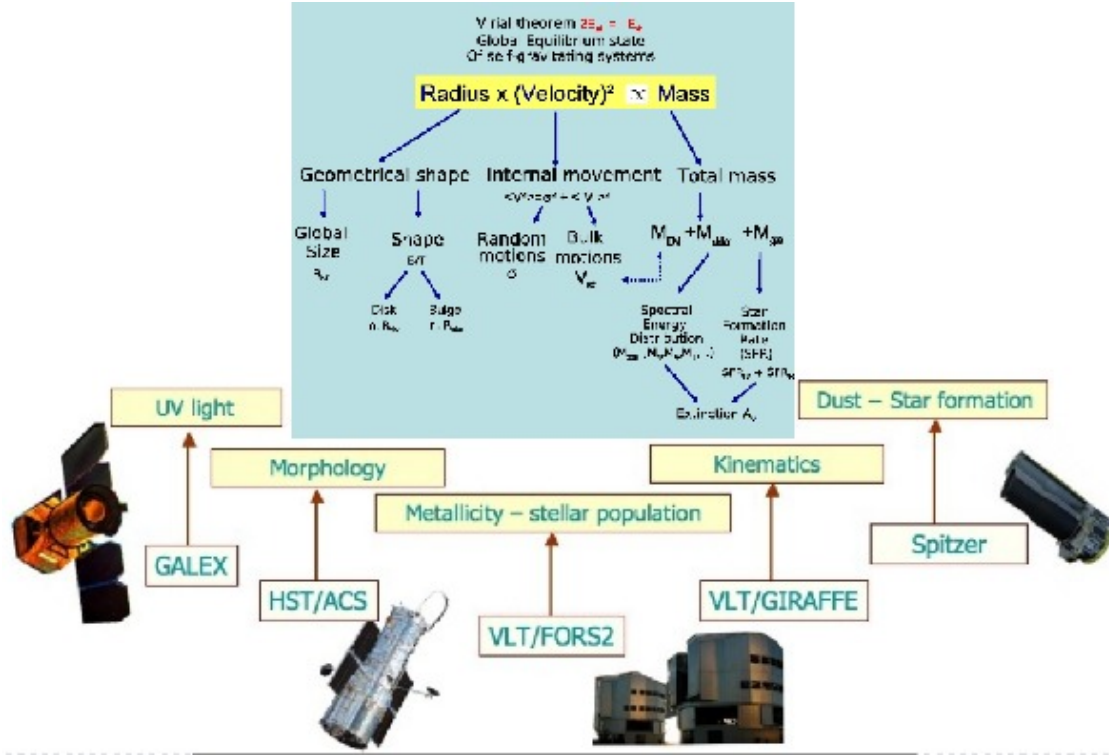 Virial theorem
Global Equilibrium state
Of self-gravitating systems
Radius x (Velocity)² ∝ Mass
Geometrical shape
Internal movement
Total mass
Global
Size
Shape
B/T
Random
motions
σ
Bulk
motions
Disk
Bulge
Spectral
Energy
Distribution
Star
Formation
Rate
(SFR)
Extinction
UV light
Morphology
Metallicity – stellar population
Kinematics
Dust – Star formation
GALEX
HST/ACS
VLT/FORS2
VLT/GIRAFFE
Spitzer